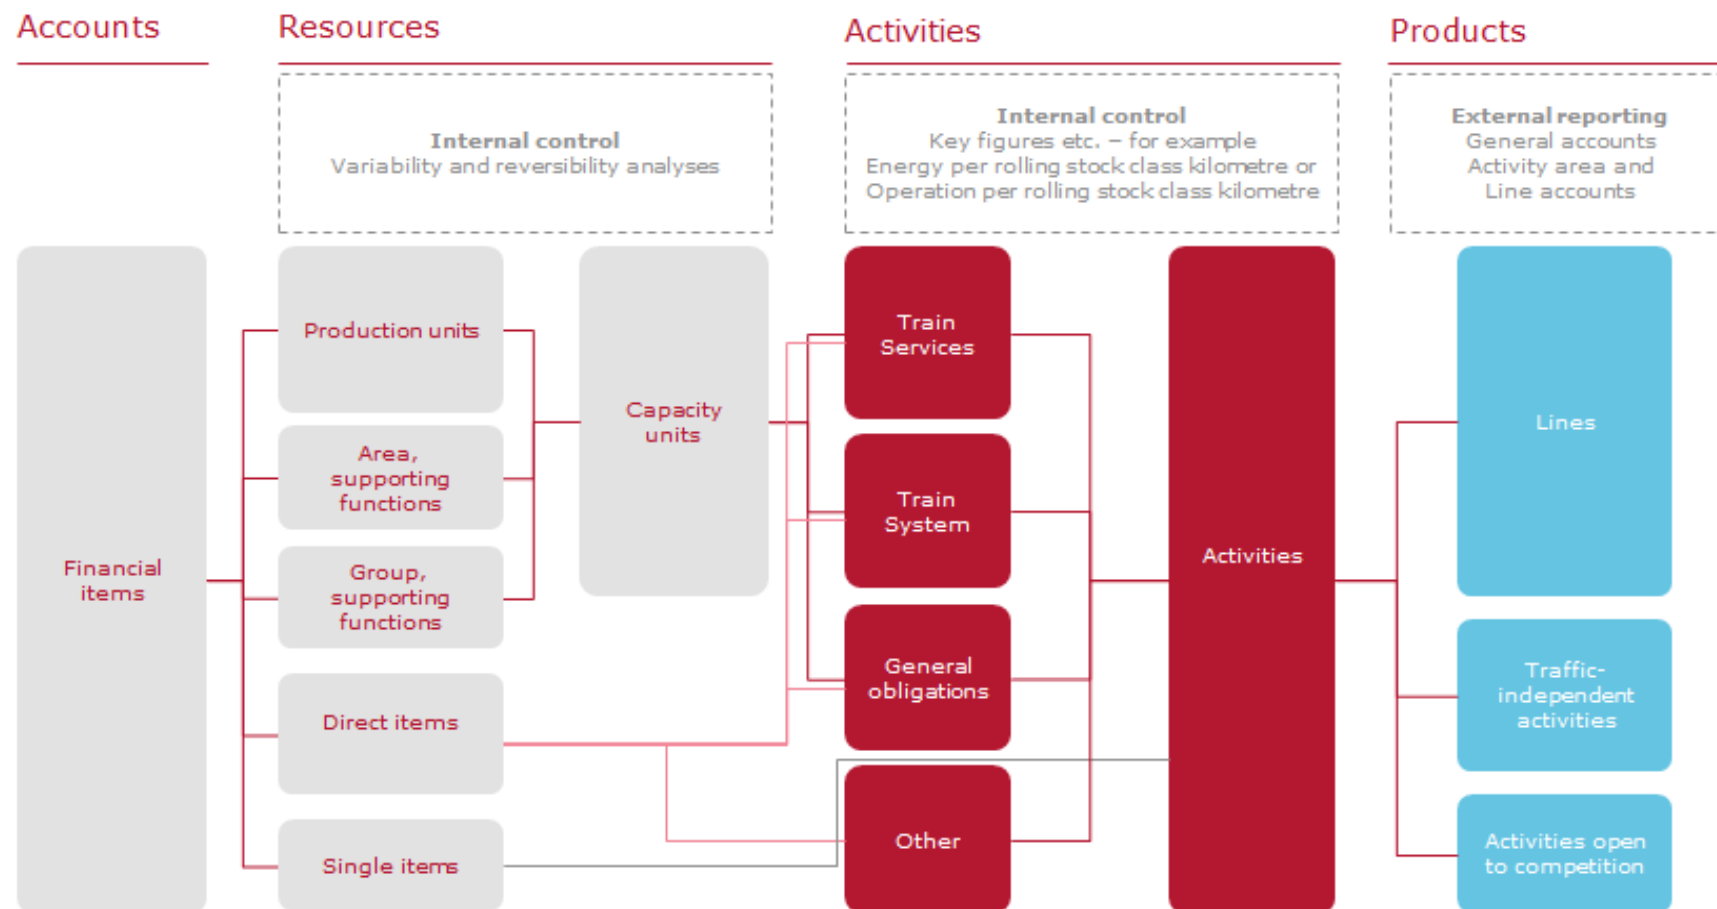 Accounts
Resources
Activities
Products
Internal control
Variability and reversibility analyses
Internal control
Key figures etc. – for example
Energy per rolling stock class kilometre or
Operation per rolling stock class kilometre
External reporting
General accounts
Activity area and
Line accounts
Financial
items
Production units
Area,
supporting
functions
Group,
supporting
functions
Direct items
Single items
Capacity
units
Train
Services
Train
System
General
obligations
Other
Activities
Lines
Traffic-
independent
activities
Activities open
to competition